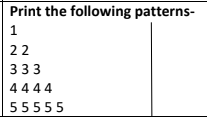 Print the following patterns-
1
2 2
3 3 3
4 4 4 4
5 5 5 5 5